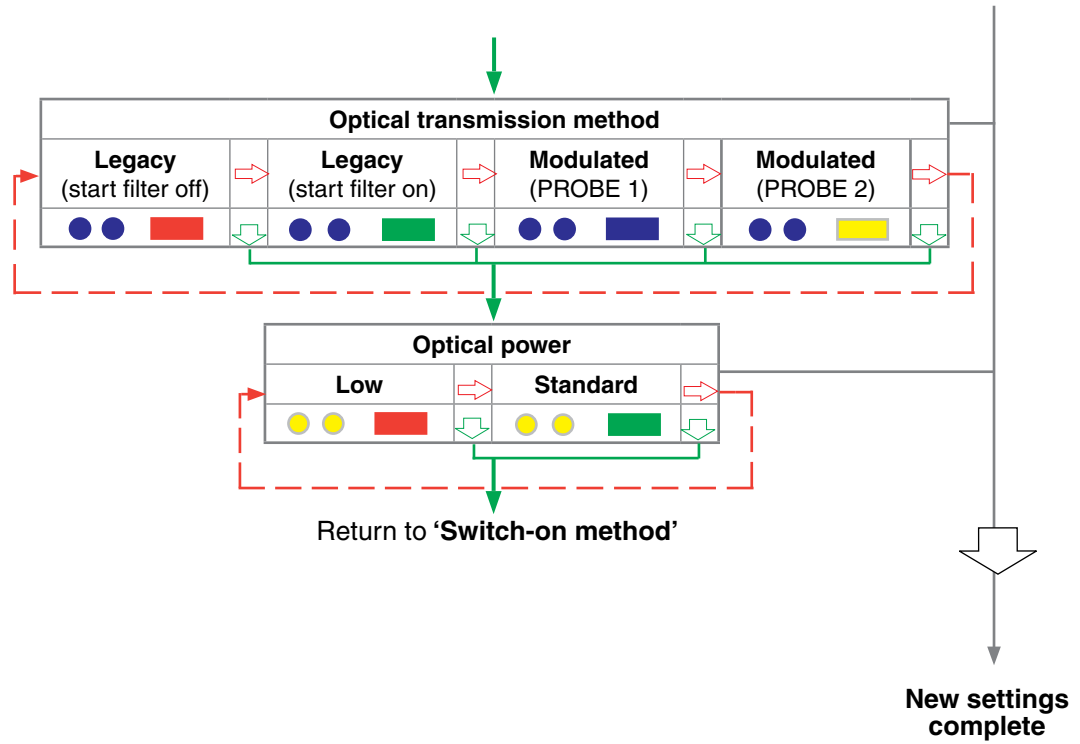 Optical transmission method
Legacy
(start filter off)
Legacy
(start filter on)
Modulated
(PROBE 1)
Modulated
(PROBE 2)
Optical power
Low
Standard
Return to ‘Switch-on method’
New settings
complete